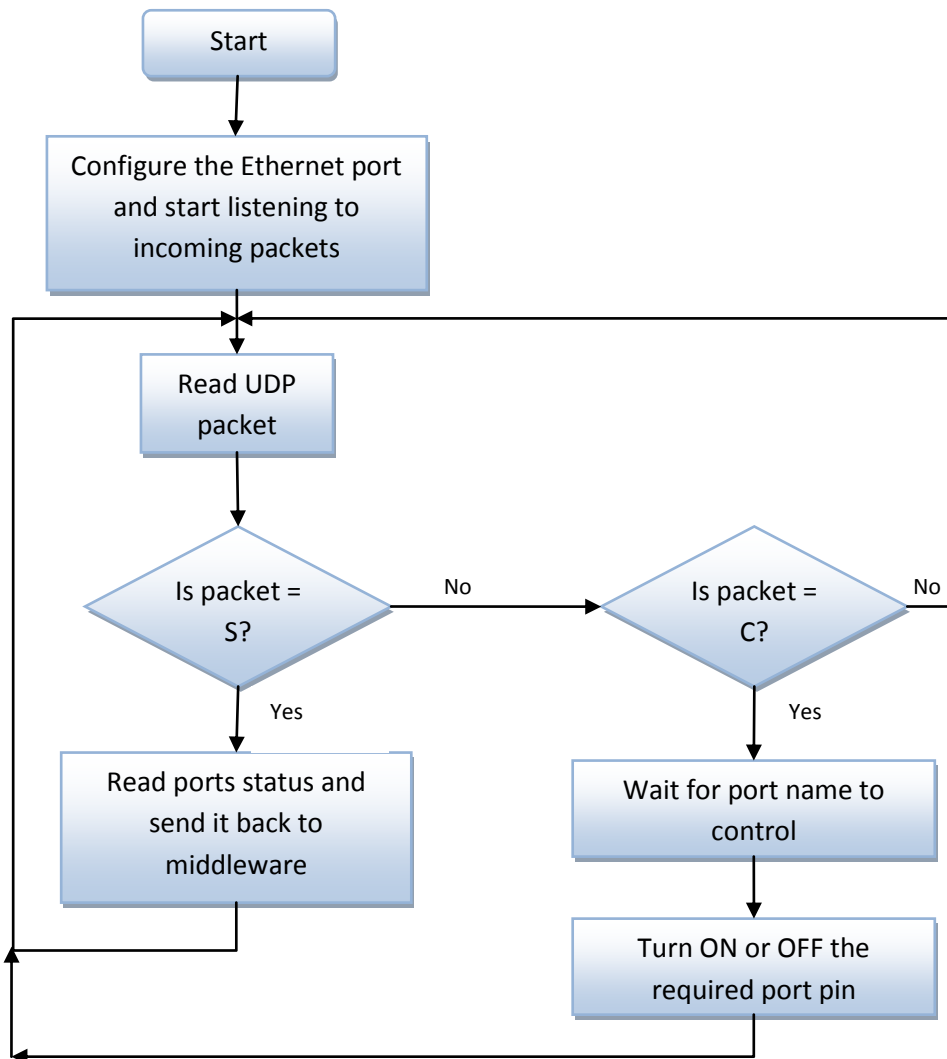 Start
Configure the Ethernet port
and start listening to
incoming packets
Read UDP
packet
Is packet =
S?
No
Is packet =
C?
No
Yes
Yes
Read ports status and
send it back to
middleware
Wait for port name to
control
Turn ON or OFF the
required port pin